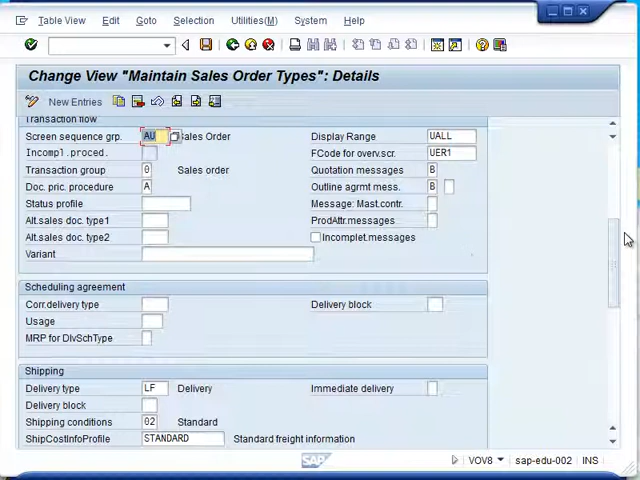 Table View Edit Goto Selection Utilities(M) System Help
Change View "Maintain Sales Order Types": Details
New Entries
Transaction flow
Screen sequence grp. AU Sales Order Display Range UALL
Incompl.proced. FCode for overv.scr. UER1
Transaction group 0 Sales order Quotation messages B
Doc. pric. procedure A Outline agrmt mess. B
Status profile Message: Mast.contr.
Alt.sales doc. type1 ProdAttr.messages
Alt.sales doc. type2 Incomplet.messages
Variant
Scheduling agreement
Corr.delivery type Delivery block
Usage
MRP for DlvSchType
Shipping
Delivery type LF Delivery Immediate delivery
Delivery block
Shipping conditions 02 Standard
ShipCostInfoProfile STANDARD Standard freight information
SAP VOV8 sap-edu-002 INS